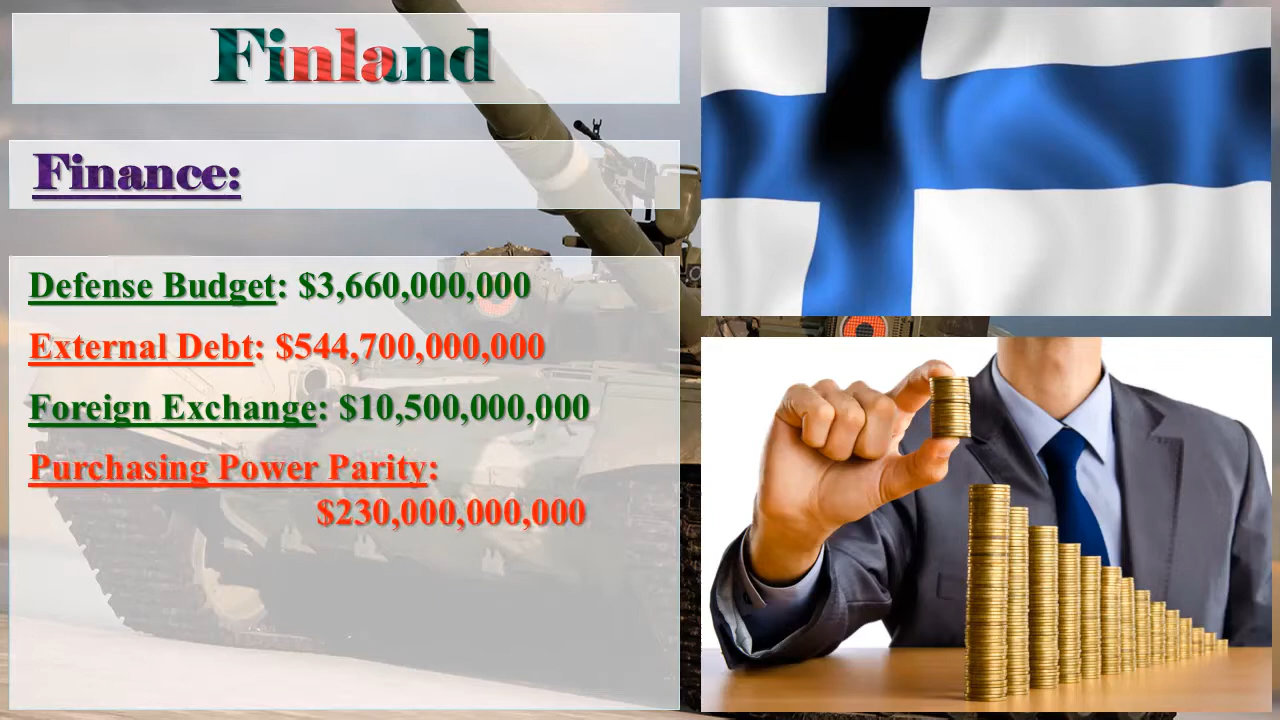 Finland
Finance:
Defense Budget: $3,660,000,000
External Debt: $544,700,000,000
Foreign Exchange: $10,500,000,000
Purchasing Power Parity:
$230,000,000,000